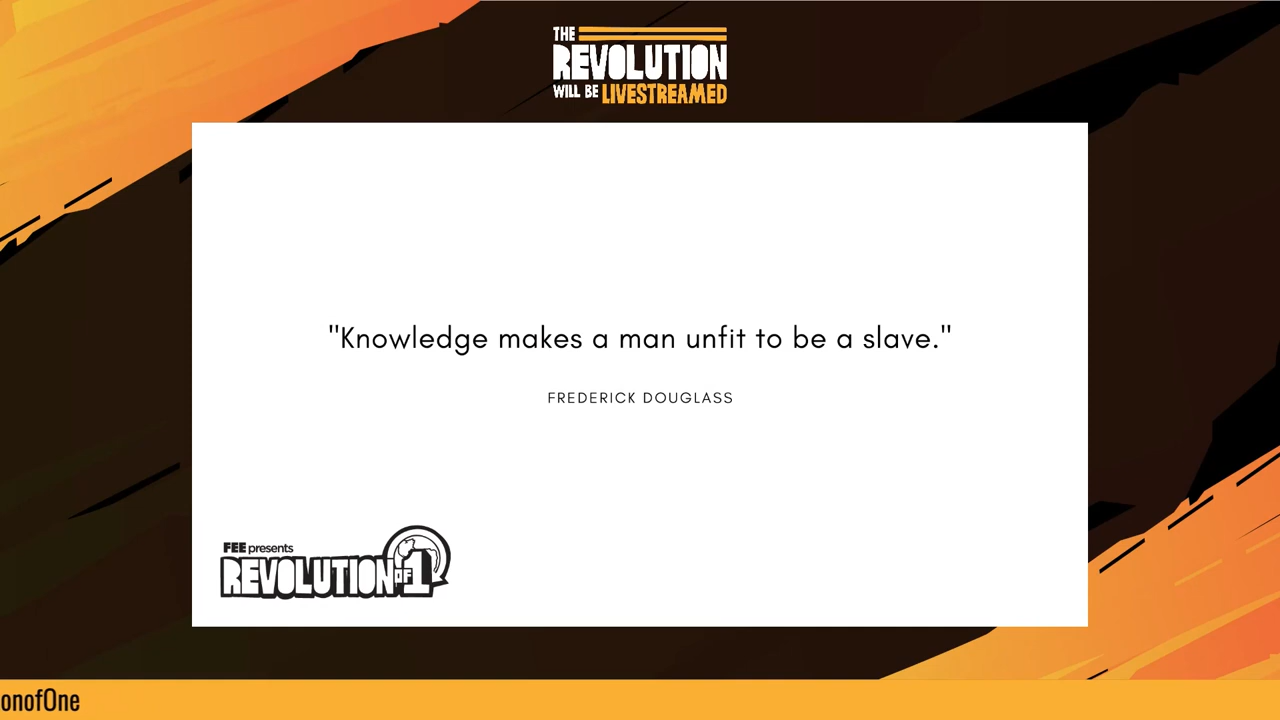 THE
REVOLUTION
WILL BE LIVESTREAMED
"Knowledge makes a man unfit to be a slave."
FREDERICK DOUGLASS
FEE presents
REVOLUTION OF 1
onofOne